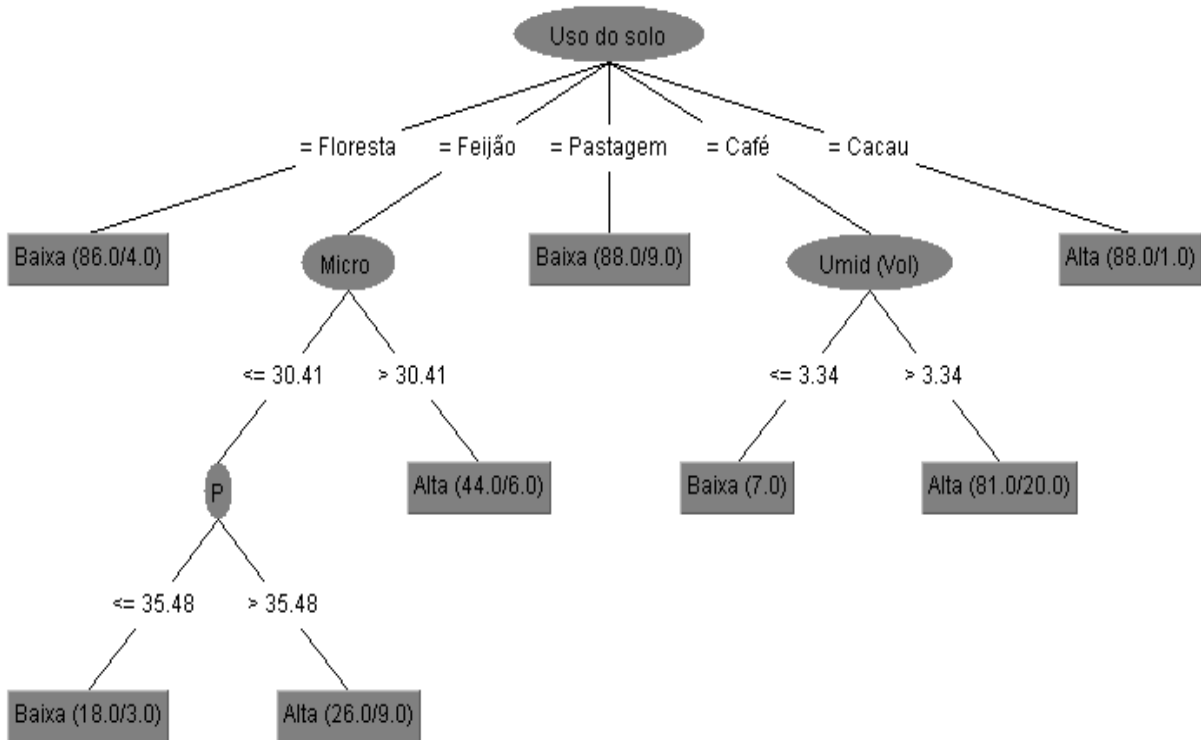 Uso do solo
= Floresta
= Feijão
= Pastagem
= Café
= Cacau
Baixa (86.0/4.0)
Micro
Baixa (88.0/9.0)
Umid (Vol)
Alta (88.0/1.0)
<= 30.41
> 30.41
<= 3.34
> 3.34
P
Alta (44.0/6.0)
Baixa (7.0)
Alta (81.0/20.0)
<= 35.48
> 35.48
Baixa (18.0/3.0)
Alta (26.0/9.0)